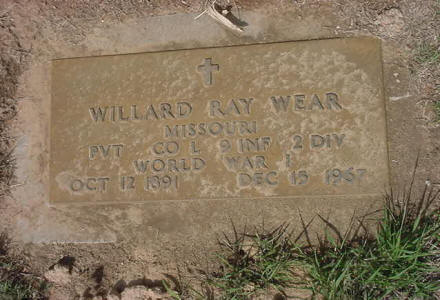 WILLARD RAY WEAR
MISSOURI
PVT CO L 9 INF 2 DIV
WORLD WAR I
OCT 12 1891 DEC 15 1967